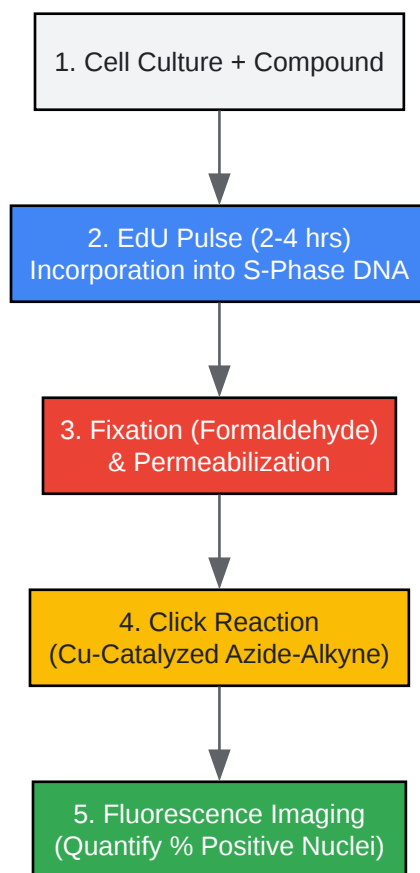 1. Cell Culture + Compound
2. EdU Pulse (2-4 hrs)
Incorporation into S-Phase DNA
3. Fixation (Formaldehyde)
& Permeabilization
4. Click Reaction
(Cu-Catalyzed Azide-Alkyne)
5. Fluorescence Imaging
(Quantify % Positive Nuclei)